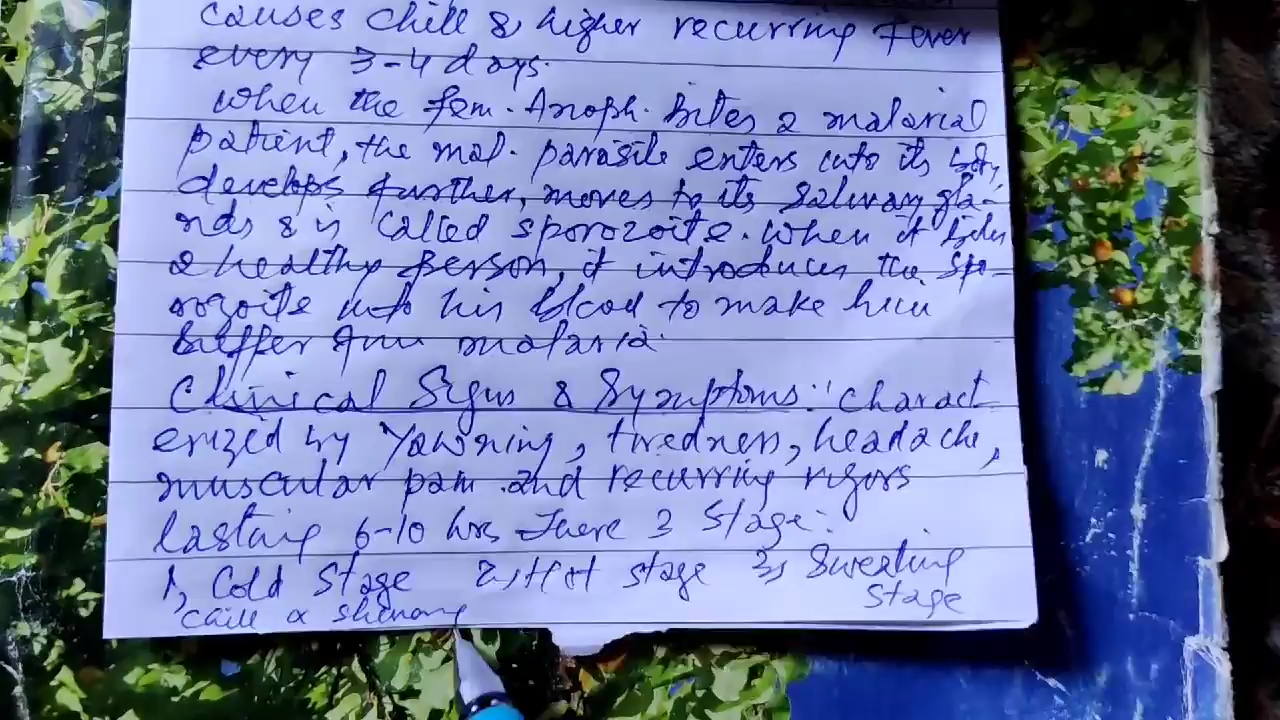 causes chill & higher recurring fever
every 3-4 days.
When the fem. Anoph. bites a malarial
patient, the mal. parasite enters into its body,
develops further, moves to its salivary gla-
nds & is called sporozoite. When it bites
a healthy person, it introduces the spo-
rozoite into his blood to make him
suffer from malaria.
Clinical Signs & Symptoms: Charact
erized by Yawning, tiredness, headache,
muscular pain and recurring rigors
lasting 6-10 hrs There 3 Stage:
1, Cold Stage 2, Hot stage 3, Sweating
stage
chill & shivering